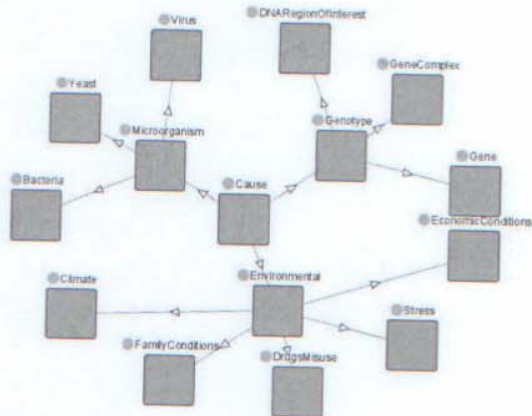 Virus
DNARegionOfInterest
GeneComplex
Yeast
Microorganism
Genotype
Gene
Bacteria
Cause
EconomicConditions
Climate
Environmental
Stress
FamilyConditions
DrugsMisuse